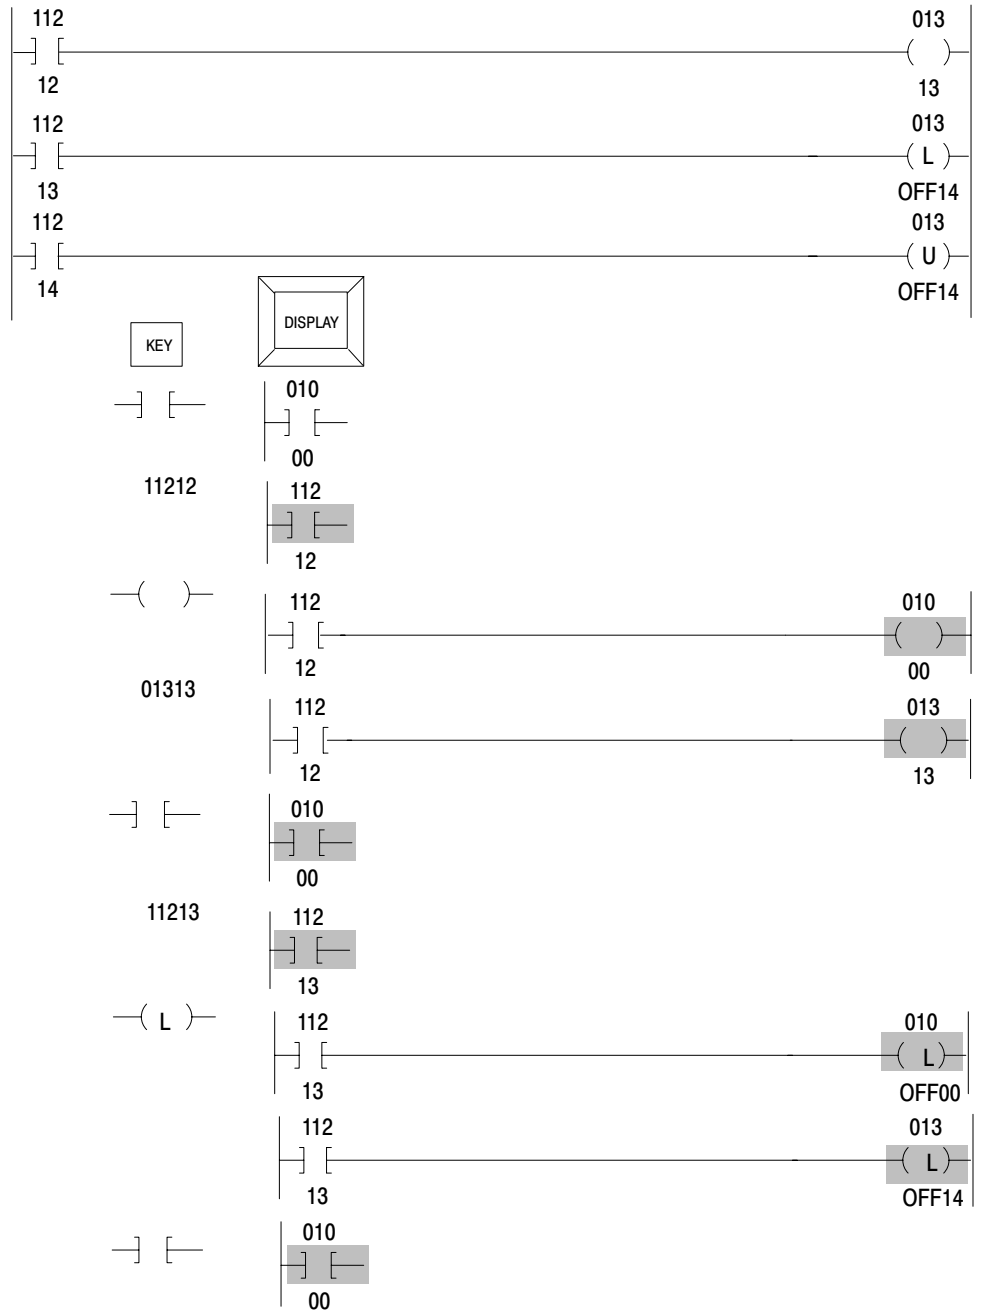 112 013
12 13
112 013
L
13 OFF14
112 013
U
14 OFF14
KEY DISPLAY
010
00
11212 112
12
112 010
12 00
01313 112 013
12 13
010
00
11213 112
13
L 112 010
L
13 OFF00
112 013
L
13 OFF14
010
00